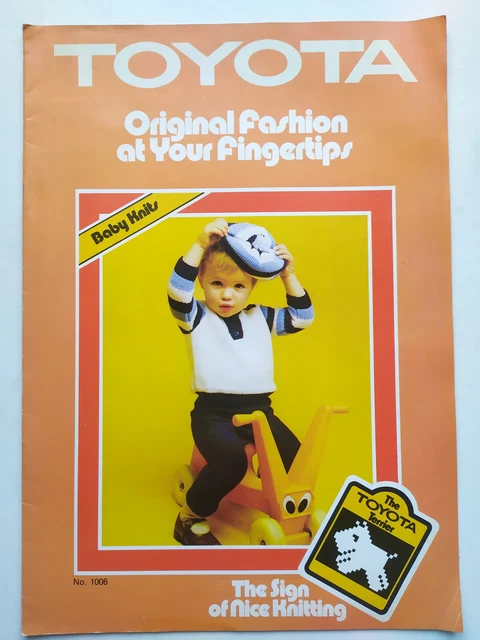 TOYOTA
Original Fashion
at Your Fingertips
Baby Knits
The
TOYOTA
Terrier
No. 1006
The Sign
of Nice Knitting